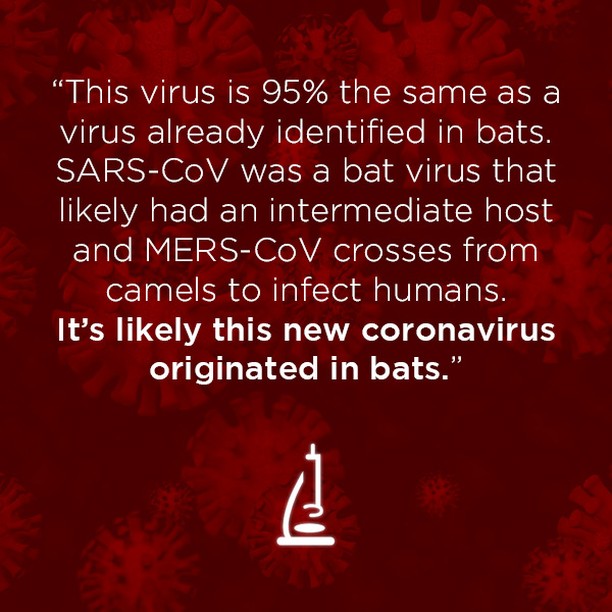 “This virus is 95% the same as a
virus already identified in bats.
SARS-CoV was a bat virus that
likely had an intermediate host
and MERS-CoV crosses from
camels to infect humans.
It’s likely this new coronavirus
originated in bats.”